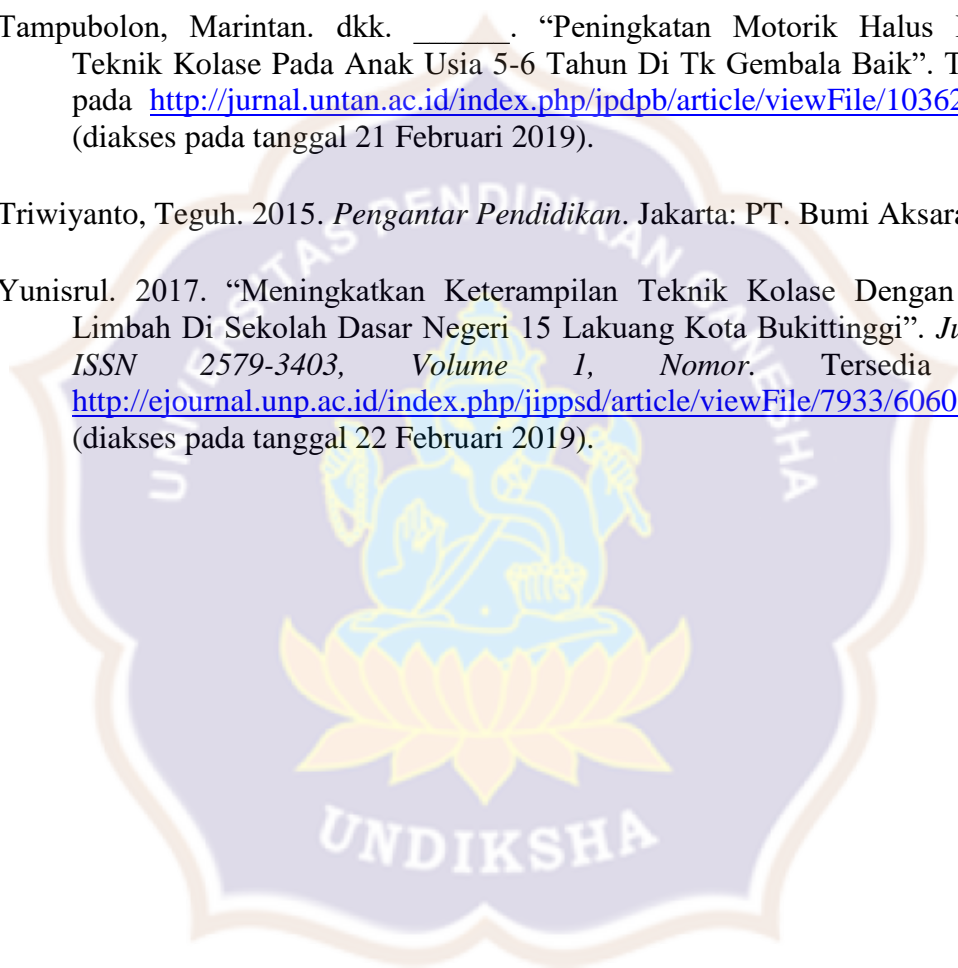 Tampubolon, Marintan. dkk. ______. “Peningkatan Motorik Halus
Teknik Kolase Pada Anak Usia 5-6 Tahun Di Tk Gembala Baik”.
pada http://jurnal.untan.ac.id/index.php/jpdpb/article/viewFile/10362
(diakses pada tanggal 21 Februari 2019).
Triwiyanto, Teguh. 2015. Pengantar Pendidikan. Jakarta: PT. Bumi Aksara
Yunisrul. 2017. “Meningkatkan Keterampilan Teknik Kolase Dengan
Limbah Di Sekolah Dasar Negeri 15 Lakuang Kota Bukittinggi”.
ISSN 2579-3403, Volume 1, Nomor. Tersedia
http://ejournal.unp.ac.id/index.php/jippsd/article/viewFile/7933/6060
(diakses pada tanggal 22 Februari 2019).
UNIVERSITAS PENDIDIKAN GANESHA
UNDIKSHA